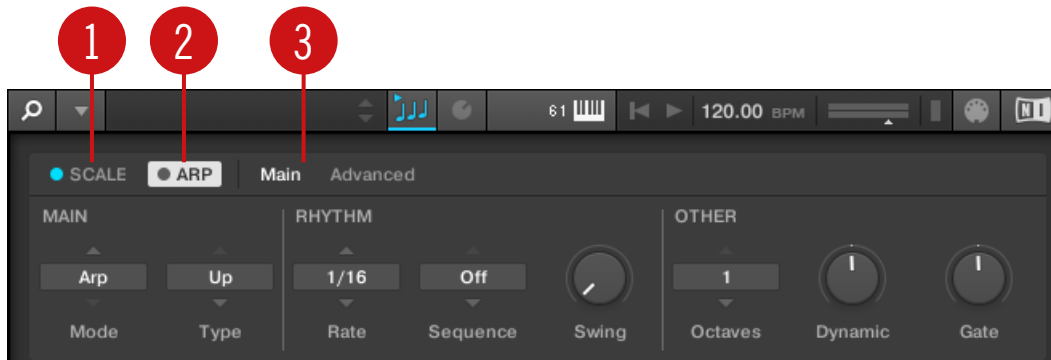 1 2 3
61 120.00 BPM NI
SCALE ARP Main Advanced
MAIN RHYTHM OTHER
Arp Up 1/16 Off 1
Mode Type Rate Sequence Swing Octaves Dynamic Gate